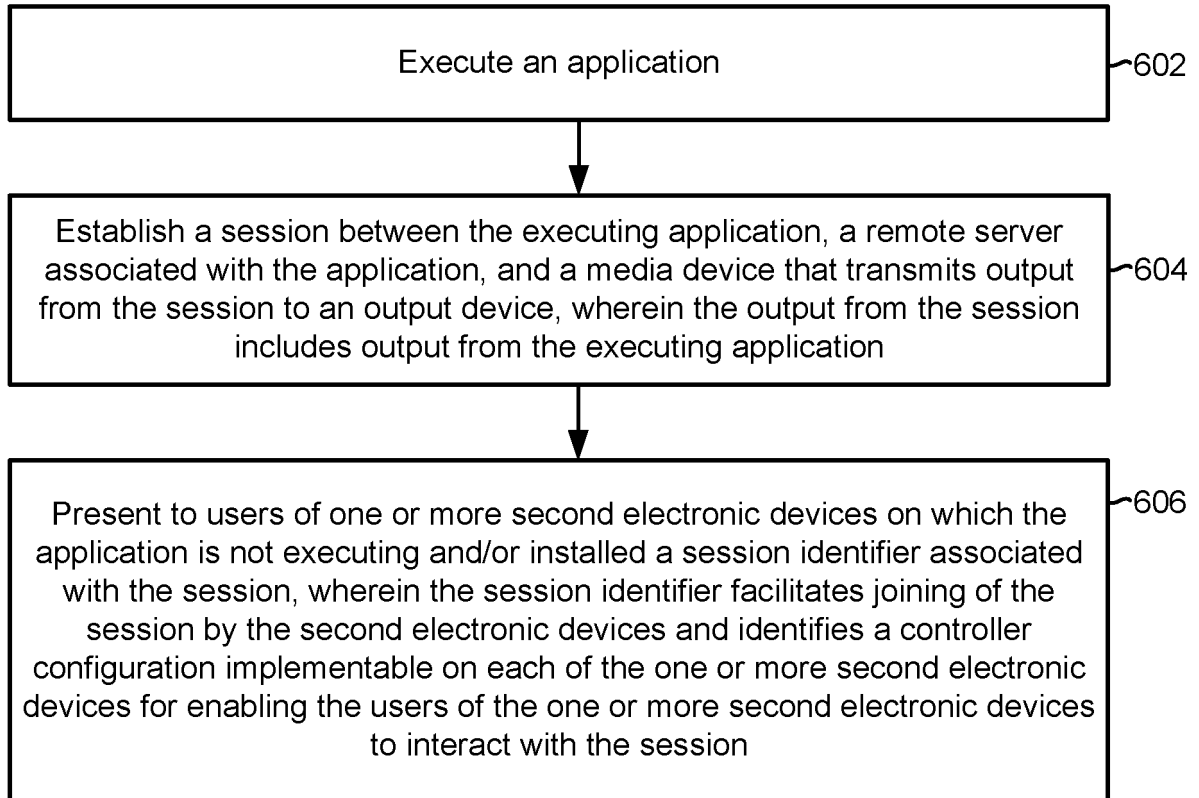 Execute an application
602
Establish a session between the executing application, a remote server
associated with the application, and a media device that transmits output
from the session to an output device, wherein the output from the session
includes output from the executing application
604
Present to users of one or more second electronic devices on which the
application is not executing and/or installed a session identifier associated
with the session, wherein the session identifier facilitates joining of the
session by the second electronic devices and identifies a controller
configuration implementable on each of the one or more second electronic
devices for enabling the users of the one or more second electronic devices
to interact with the session
606